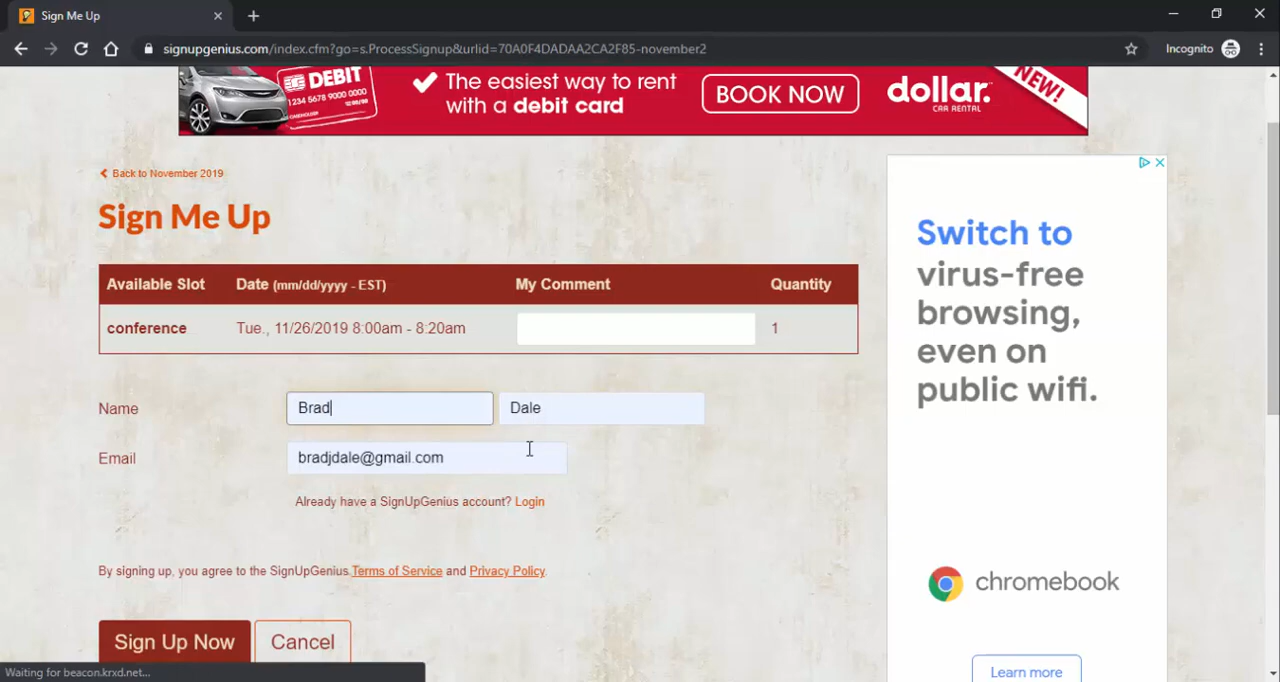 Sign Me Up
signupgenius.com/index.cfm?go=s.ProcessSignup&urlid=70A0F4DADAA2CA2F85-november2
Incognito
DEBIT
1234 5678 9000 0000
The easiest way to rent
with a debit card
BOOK NOW
dollar.
CAR RENTAL
NEW!
Back to November 2019
Sign Me Up
Available Slot Date (mm/dd/yyyy - EST) My Comment Quantity
conference Tue., 11/26/2019 8:00am - 8:20am 1
Name Brad Dale
Email bradjdale@gmail.com
Already have a SignUpGenius account? Login
By signing up, you agree to the SignUpGenius Terms of Service and Privacy Policy.
Sign Up Now Cancel
Waiting for beacon.krxd.net...
Switch to
virus-free
browsing,
even on
public wifi.
chromebook
Learn more